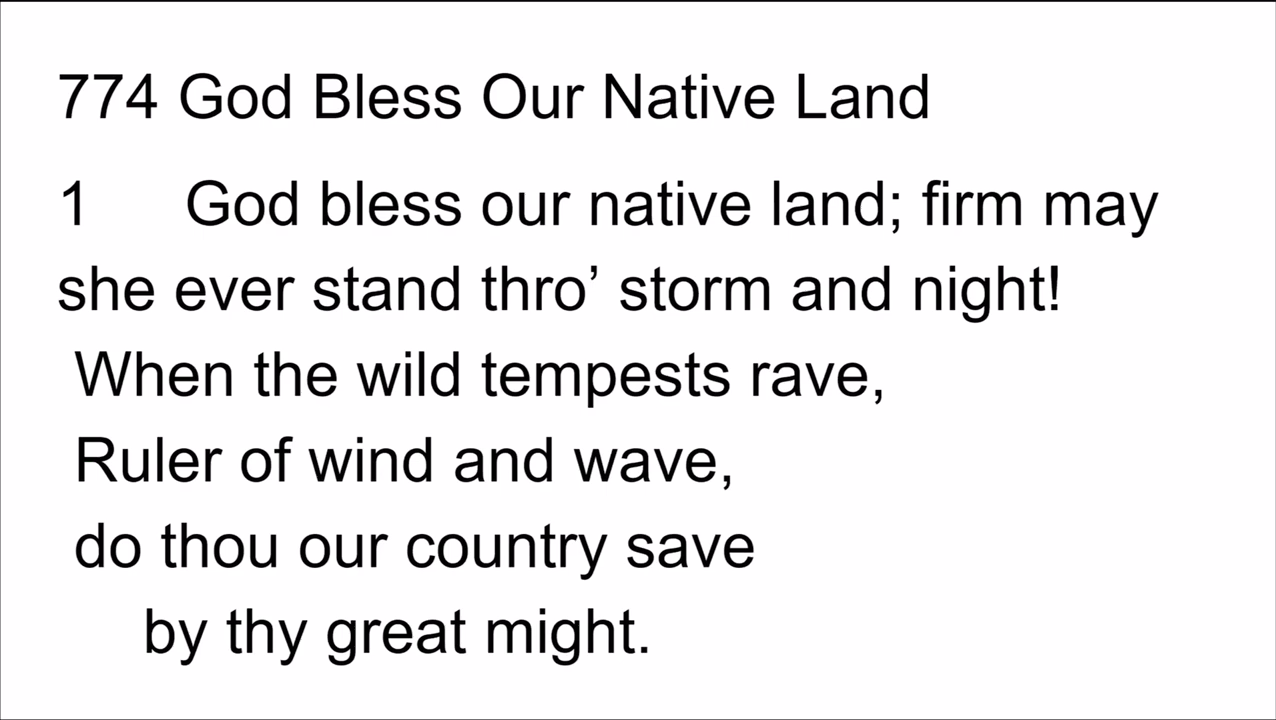 774 God Bless Our Native Land
1 God bless our native land; firm may
she ever stand thro’ storm and night!
When the wild tempests rave,
Ruler of wind and wave,
do thou our country save
by thy great might.